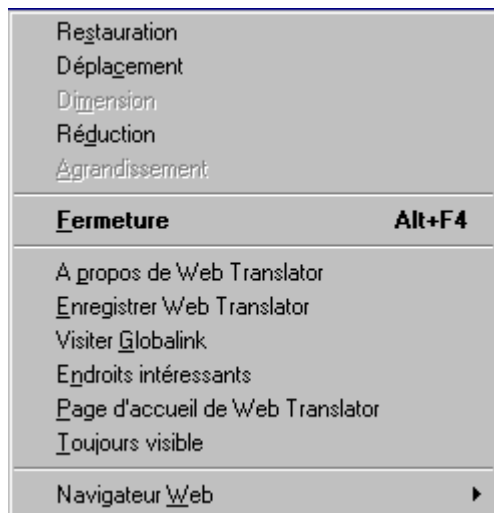 Restauration
Déplacement
Dimension
Réduction
Agrandissement
Fermeture Alt+F4
A propos de Web Translator
Enregistrer Web Translator
Visiter Globalink
Endroits intéressants
Page d'accueil de Web Translator
Toujours visible
Navigateur Web